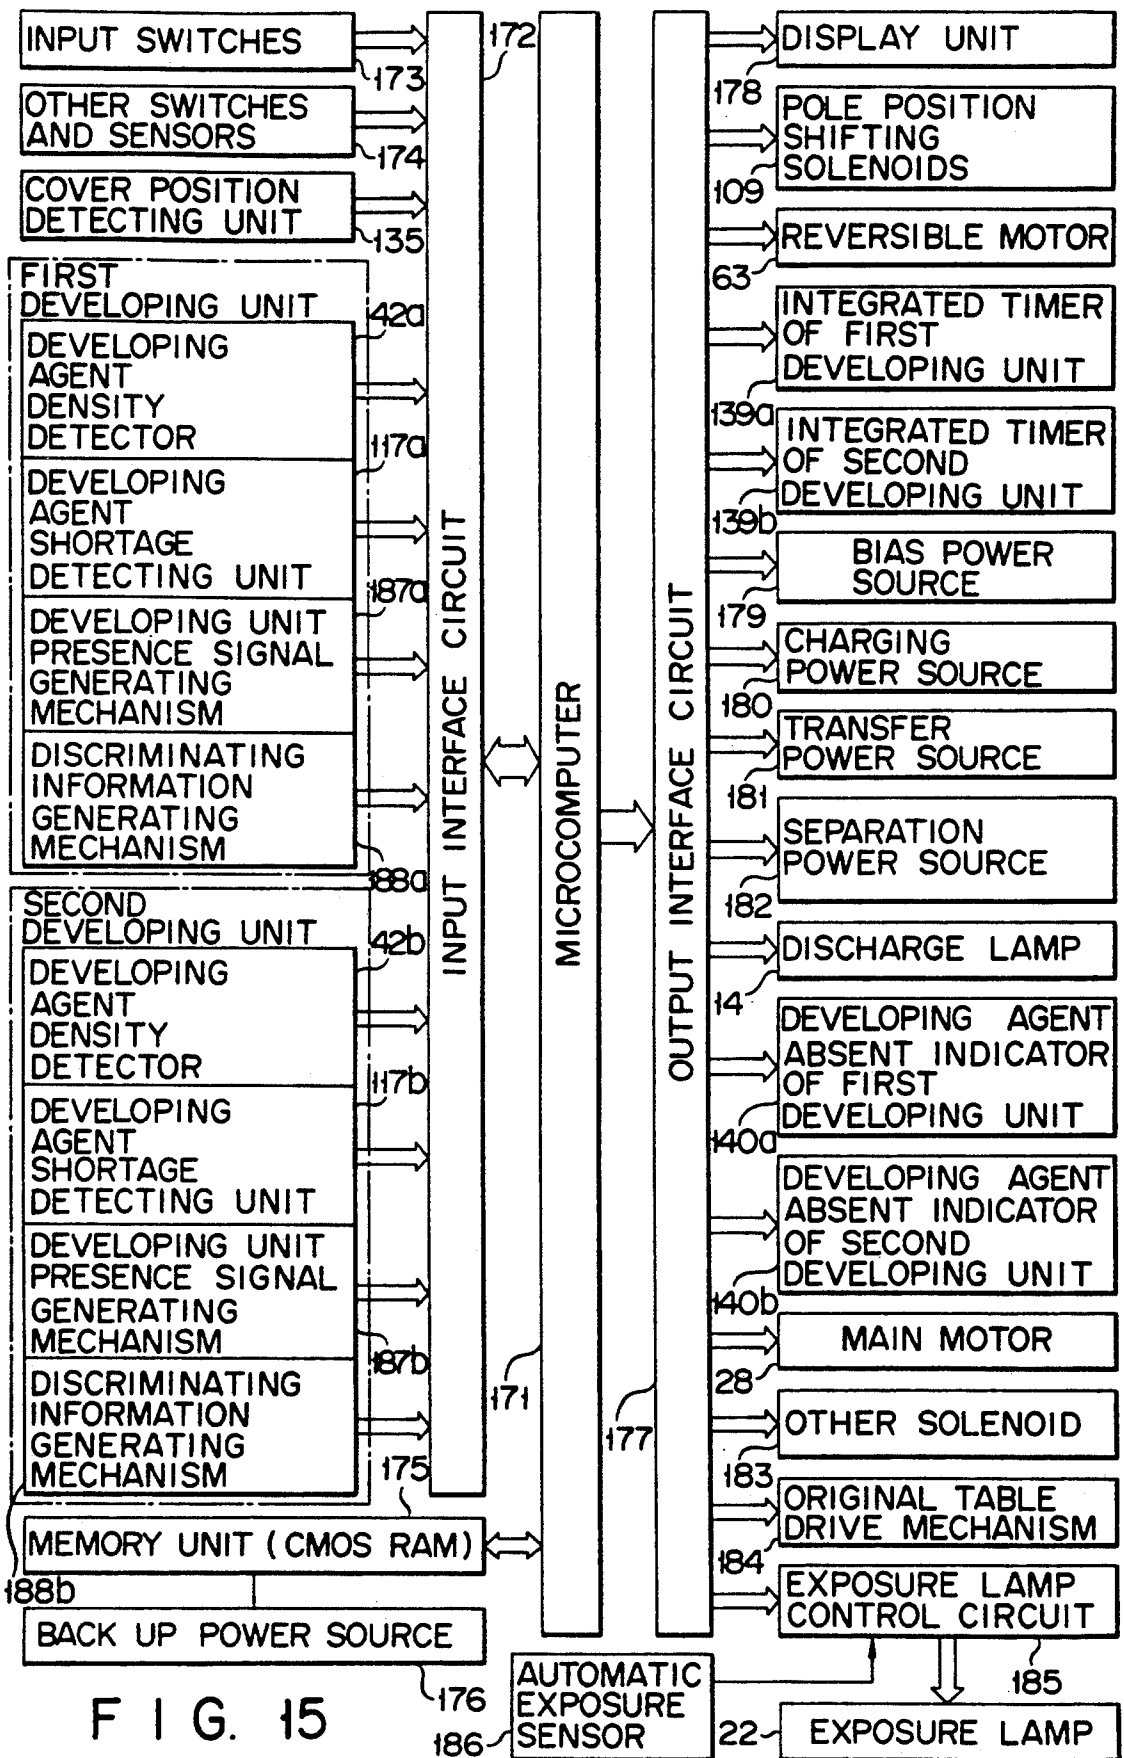 INPUT SWITCHES
173
OTHER SWITCHES
AND SENSORS
174
COVER POSITION
DETECTING UNIT
135
FIRST
DEVELOPING UNIT
42a
DEVELOPING
AGENT
DENSITY
DETECTOR
117a
DEVELOPING
AGENT
SHORTAGE
DETECTING UNIT
187a
DEVELOPING UNIT
PRESENCE SIGNAL
GENERATING
MECHANISM
DISCRIMINATING
INFORMATION
GENERATING
MECHANISM
188a
SECOND
DEVELOPING UNIT
42b
DEVELOPING
AGENT
DENSITY
DETECTOR
117b
DEVELOPING
AGENT
SHORTAGE
DETECTING UNIT
DEVELOPING UNIT
PRESENCE SIGNAL
GENERATING
MECHANISM
187b
DISCRIMINATING
INFORMATION
GENERATING
MECHANISM
175
MEMORY UNIT (CMOS RAM)
188b
BACK UP POWER SOURCE
176
172
INPUT INTERFACE CIRCUIT
MICROCOMPUTER
171
OUTPUT INTERFACE CIRCUIT
177
DISPLAY UNIT
178
POLE POSITION
SHIFTING
SOLENOIDS
109
REVERSIBLE MOTOR
63
INTEGRATED TIMER
OF FIRST
DEVELOPING UNIT
139a
INTEGRATED TIMER
OF SECOND
DEVELOPING UNIT
139b
BIAS POWER
SOURCE
179
CHARGING
POWER SOURCE
180
TRANSFER
POWER SOURCE
181
SEPARATION
POWER SOURCE
182
DISCHARGE LAMP
14
DEVELOPING AGENT
ABSENT INDICATOR
OF FIRST
DEVELOPING UNIT
140a
DEVELOPING AGENT
ABSENT INDICATOR
OF SECOND
DEVELOPING UNIT
140b
MAIN MOTOR
28
OTHER SOLENOID
183
ORIGINAL TABLE
DRIVE MECHANISM
184
EXPOSURE LAMP
CONTROL CIRCUIT
185
AUTOMATIC
EXPOSURE
SENSOR
186
22
EXPOSURE LAMP
FIG. 15